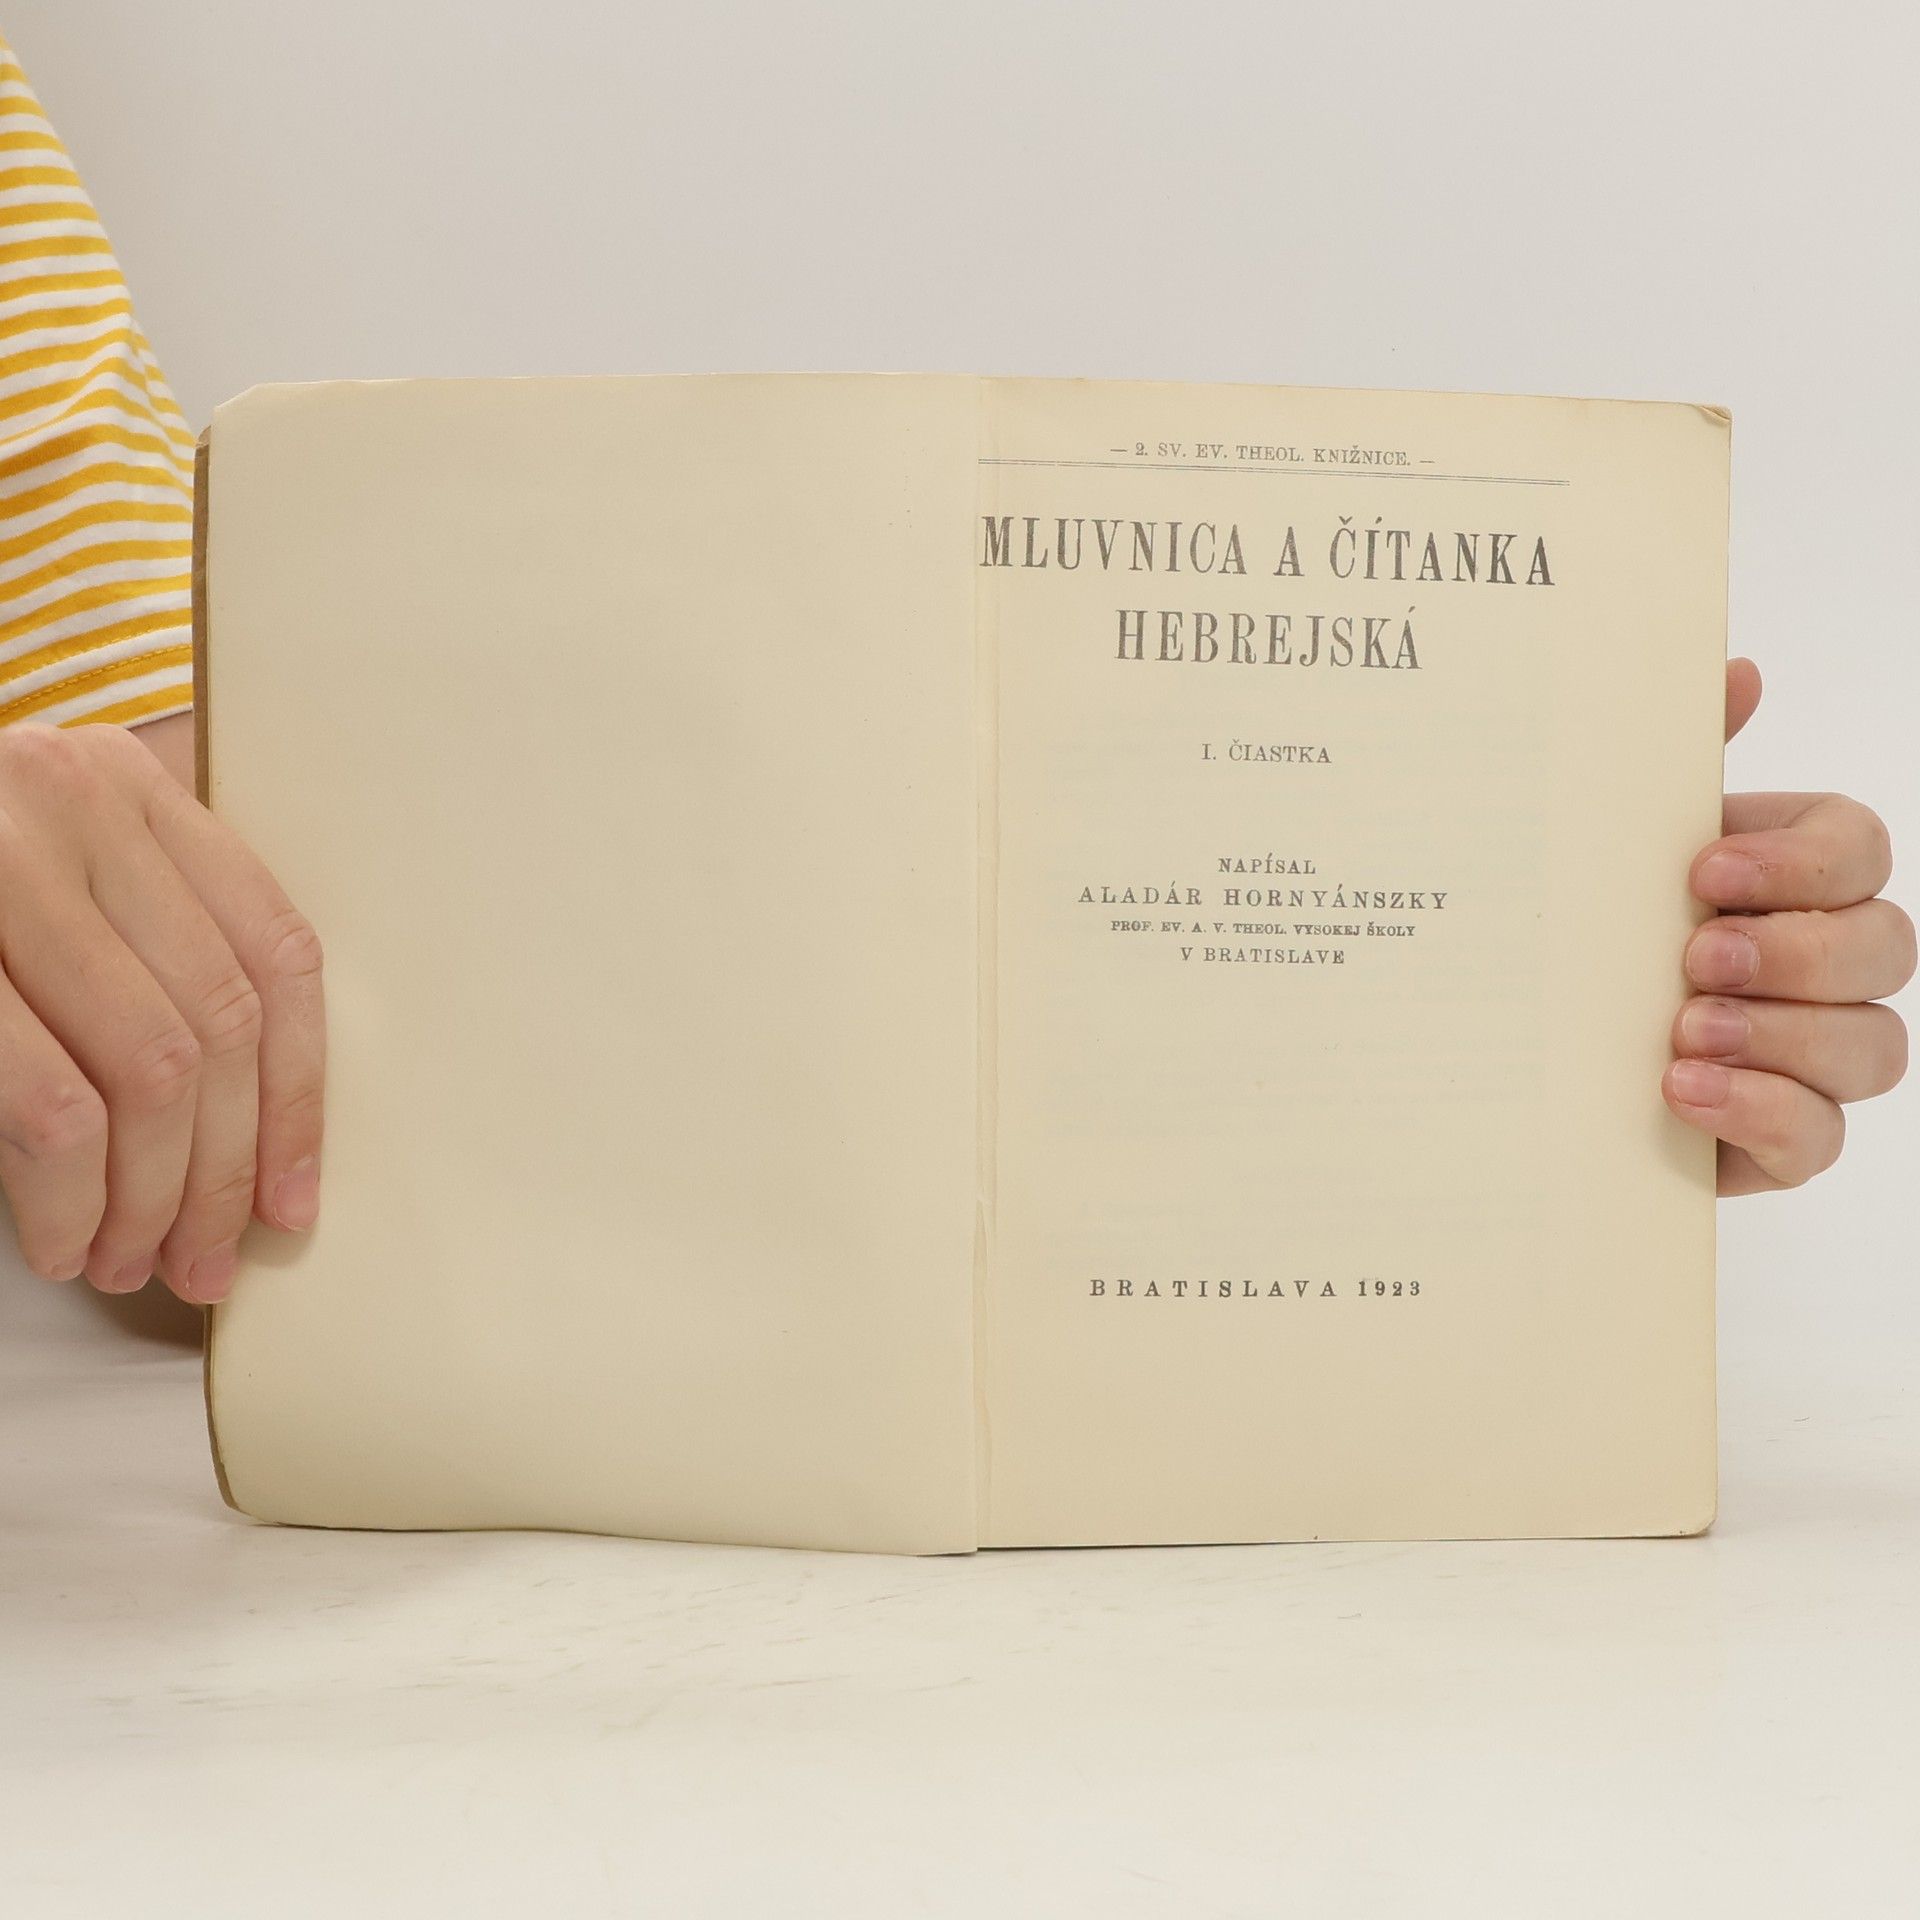 — 2. SV. EV. THEOL. KNIŽNICE. —
MLUVNICA A ČÍTANKA
HEBREJSKÁ
I. ČIASTKA
NAPÍSAL
ALADÁR HORNYÁNSZKY
PROF. EV. A. V. THEOL. VYSOKEJ ŠKOLY
V BRATISLAVE
BRATISLAVA 1923